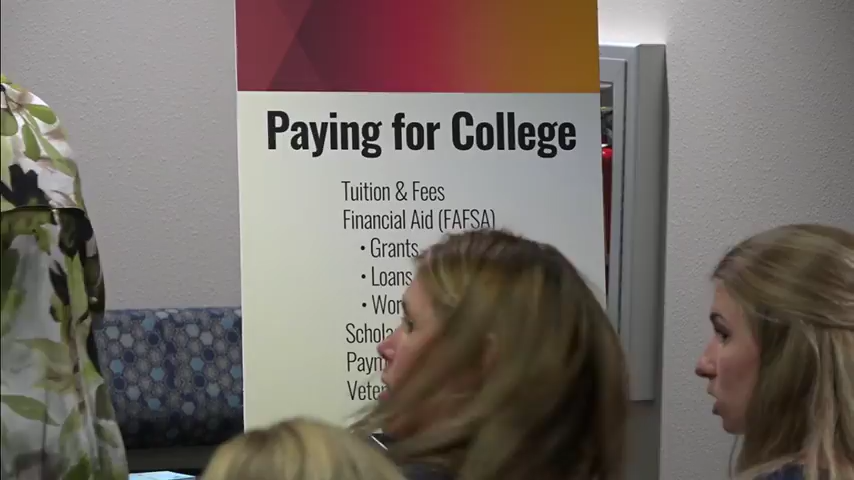 Paying for College
Tuition & Fees
Financial Aid (FAFSA)
• Grants
• Loans